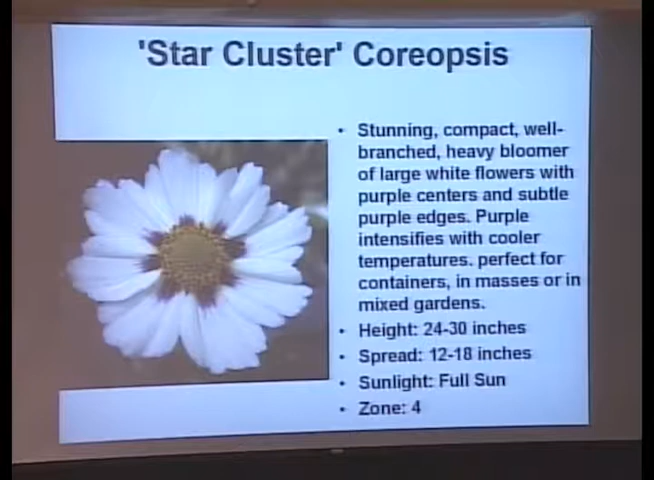 'Star Cluster' Coreopsis
• Stunning, compact, well-
branched, heavy bloomer
of large white flowers with
purple centers and subtle
purple edges. Purple
intensifies with cooler
temperatures. perfect for
containers, in masses or in
mixed gardens.
• Height: 24-30 inches
• Spread: 12-18 inches
• Sunlight: Full Sun
• Zone: 4